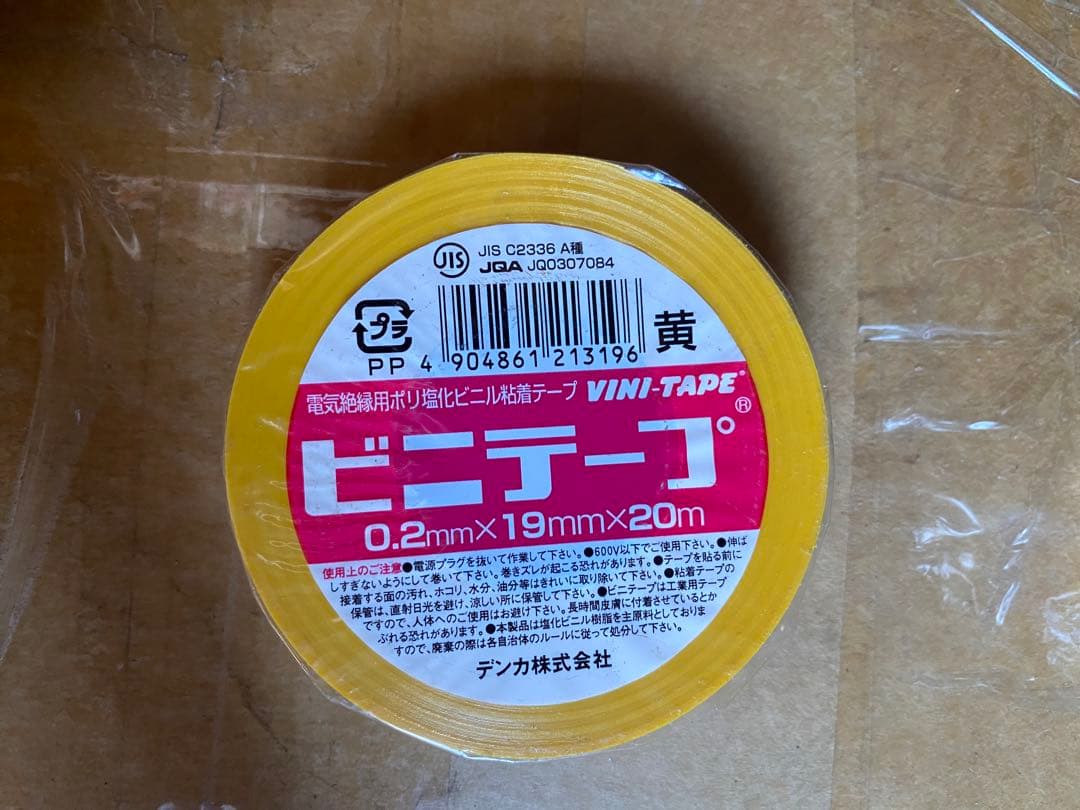 JIS
JIS C2336 A種
JQA JQ0307084
プラ
PP
4 904861 213196
黄
電気絶縁用ポリ塩化ビニル粘着テープ VINI-TAPE®
ビニテープ®
0.2mm×19mm×20m
使用上のご注意●電源プラグを抜いて作業して下さい。●600V以下でご使用下さい。●伸ば
しすぎないようにして巻いて下さい。巻きズレが起こる恐れがあります。●テープを貼る前に
接着する面の汚れ、ホコリ、水分、油分等はきれいに取り除いて下さい。●粘着テープの
保管は、直射日光を避け、涼しい所に保管して下さい。●ビニテープは工業用テープ
ですので、人体へのご使用はお避け下さい。長時間皮膚に付着させているとか
ぶれる恐れがあります。●本製品は塩化ビニル樹脂を主原料としておりま
すので、廃棄の際は各自治体のルールに従って処分して下さい。
デンカ株式会社